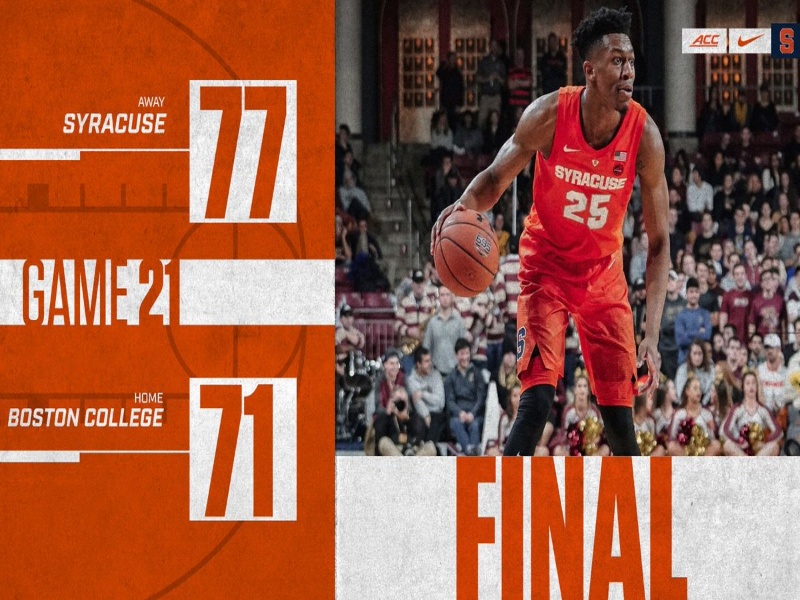 AWAY
SYRACUSE
77
GAME 21
HOME
BOSTON COLLEGE
71
ACC
S
SYRACUSE
25
S
FINAL